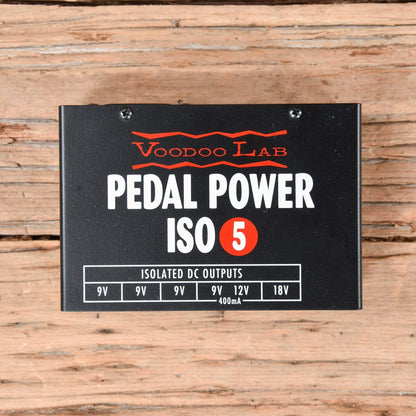 VOODOO LAB
PEDAL POWER
ISO 5
ISOLATED DC OUTPUTS
9V 9V 9V 9V 12V 18V
400mA